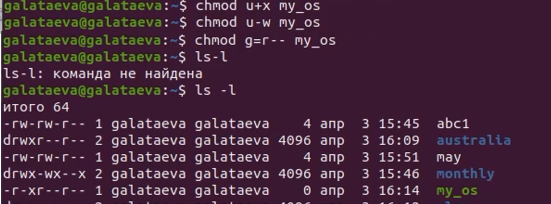 galataeva@galataeva:~$ chmod u+x my_os
galataeva@galataeva:~$ chmod u-w my_os
galataeva@galataeva:~$ chmod g=r-- my_os
galataeva@galataeva:~$ ls-l
ls-l: команда не найдена
galataeva@galataeva:~$ ls -l
итого 64
-rw-rw-r-- 1 galataeva galataeva 4 апр 3 15:45 abc1
drwxr--r-- 2 galataeva galataeva 4096 апр 3 16:09 australia
-rw-rw-r-- 1 galataeva galataeva 4 апр 3 15:51 may
drwx-wx--x 2 galataeva galataeva 4096 апр 3 15:46 monthly
-r-xr--r-- 1 galataeva galataeva 0 апр 3 16:14 my_os